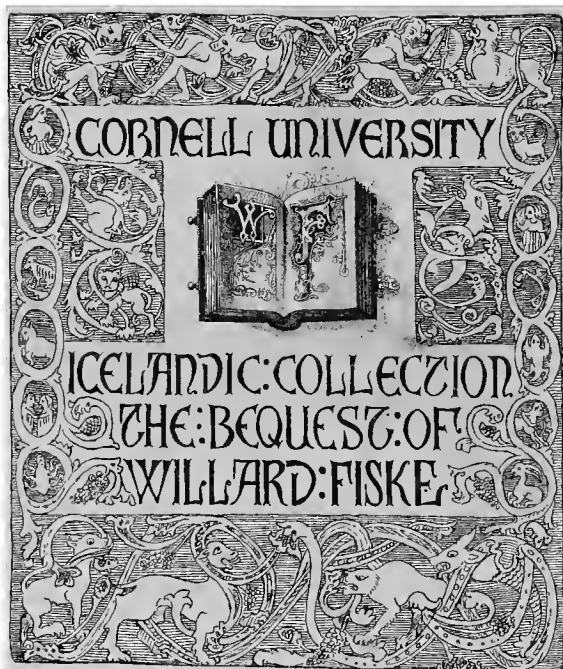 CORNELL UNIVERSITY
W F
ICELANDIC:COLLECTION
THE:BEQUEST:OF
WILLARD:FISKE